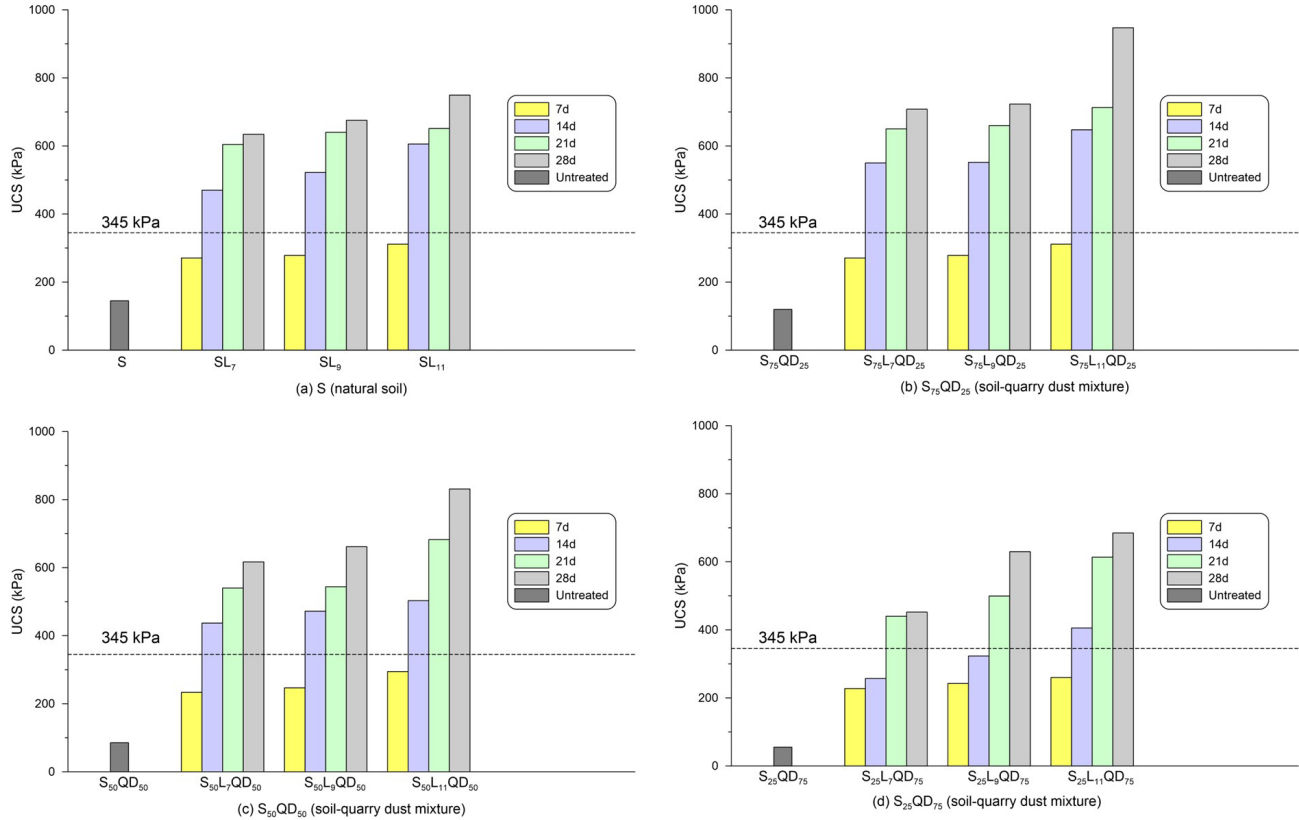 1000
800
600
400
200
0
UCS (kPa)
345 kPa
7d
14d
21d
28d
Untreated
S SL₇ SL₉ SL₁₁
(a) S (natural soil)
1000
800
600
400
200
0
UCS (kPa)
345 kPa
7d
14d
21d
28d
Untreated
S₇₅QD₂₅ S₇₅L₇QD₂₅ S₇₅L₉QD₂₅ S₇₅L₁₁QD₂₅
(b) S₇₅QD₂₅ (soil-quarry dust mixture)
1000
800
600
400
200
0
UCS (kPa)
345 kPa
7d
14d
21d
28d
Untreated
S₅₀QD₅₀ S₅₀L₇QD₅₀ S₅₀L₉QD₅₀ S₅₀L₁₁QD₅₀
(c) S₅₀QD₅₀ (soil-quarry dust mixture)
1000
800
600
400
200
0
UCS (kPa)
345 kPa
7d
14d
21d
28d
Untreated
S₂₅QD₇₅ S₂₅L₇QD₇₅ S₂₅L₉QD₇₅ S₂₅L₁₁QD₇₅
(d) S₂₅QD₇₅ (soil-quarry dust mixture)